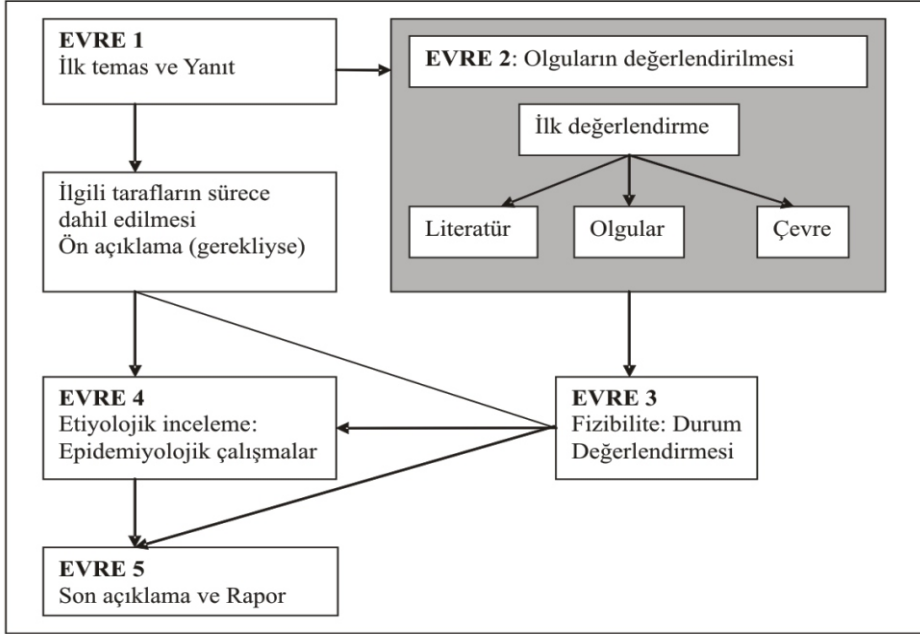 EVRE 1
İlk temas ve Yanıt
EVRE 2: Olguların değerlendirilmesi
İlk değerlendirme
Literatür
Olgular
Çevre
İlgili tarafların sürece
dahil edilmesi
Ön açıklama (gerekliyse)
EVRE 4
Etiyolojik inceleme:
Epidemiyolojik çalışmalar
EVRE 3
Fizibilite: Durum
Değerlendirmesi
EVRE 5
Son açıklama ve Rapor